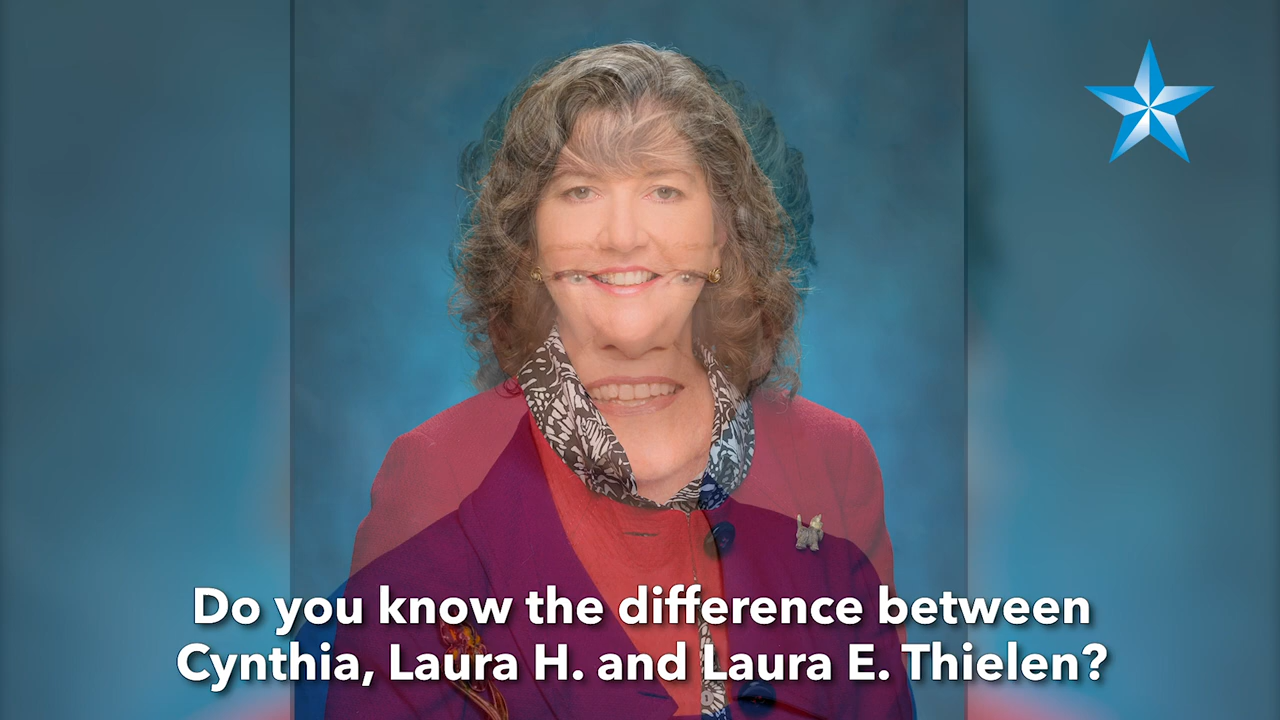 Do you know the difference between
Cynthia, Laura H. and Laura E. Thielen?